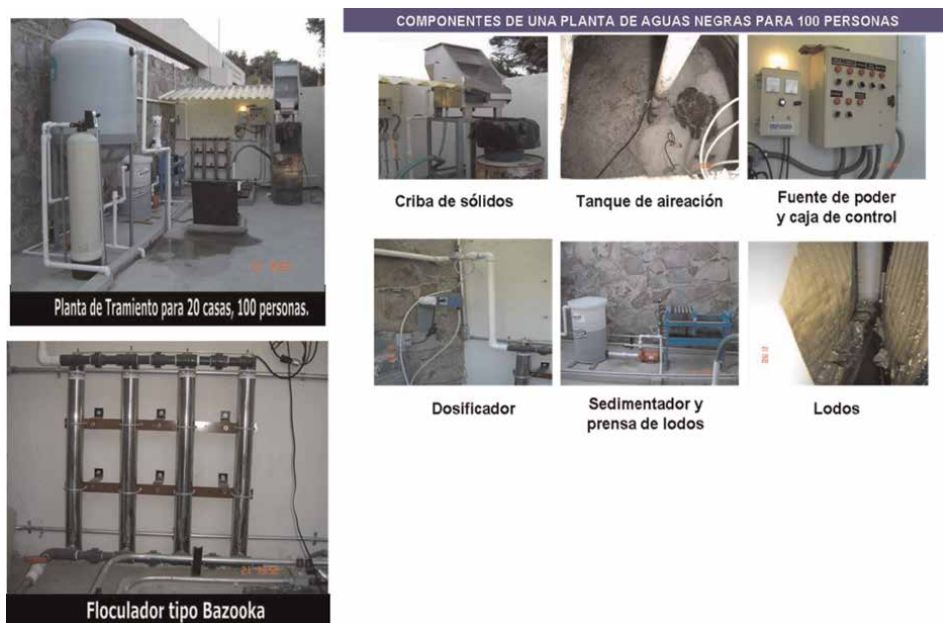 COMPONENTES DE UNA PLANTA DE AGUAS NEGRAS PARA 100 PERSONAS
Planta de Tramiento para 20 casas, 100 personas.
Floculador tipo Bazooka
Criba de sólidos
Tanque de aireación
Fuente de poder
y caja de control
Dosificador
Sedimentador y
prensa de lodos
Lodos